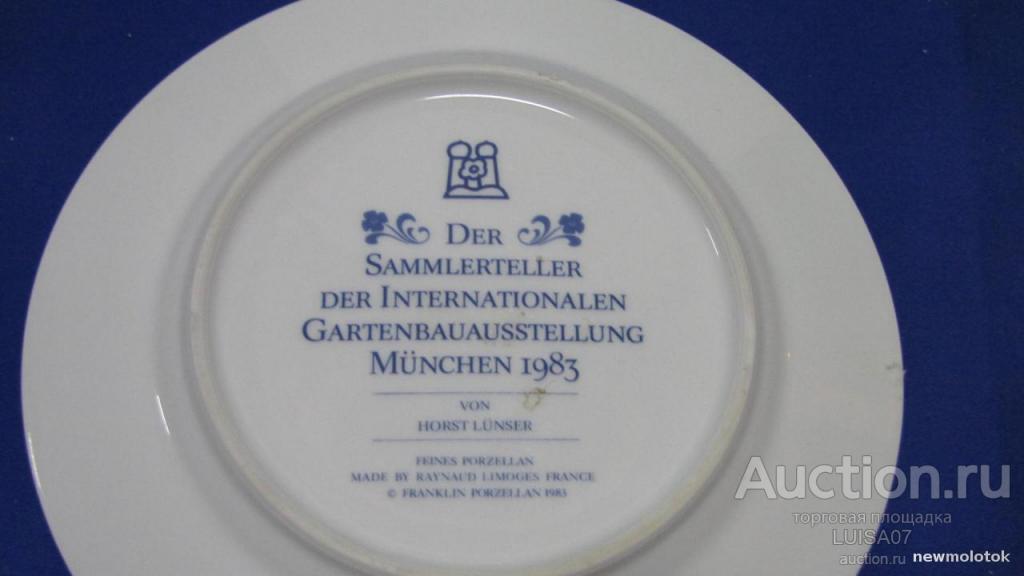 DER
SAMMLERTELLER
DER INTERNATIONALEN
GARTENBAUAUSSTELLUNG
MÜNCHEN 1983
VON
HORST LÜNSER
FEINES PORZELLAN
MADE BY RAYNAUD LIMOGES FRANCE
© FRANKLIN PORZELLAN 1983
Auction.ru
торговая площадка
LUISA07
auction.ru newmolotok